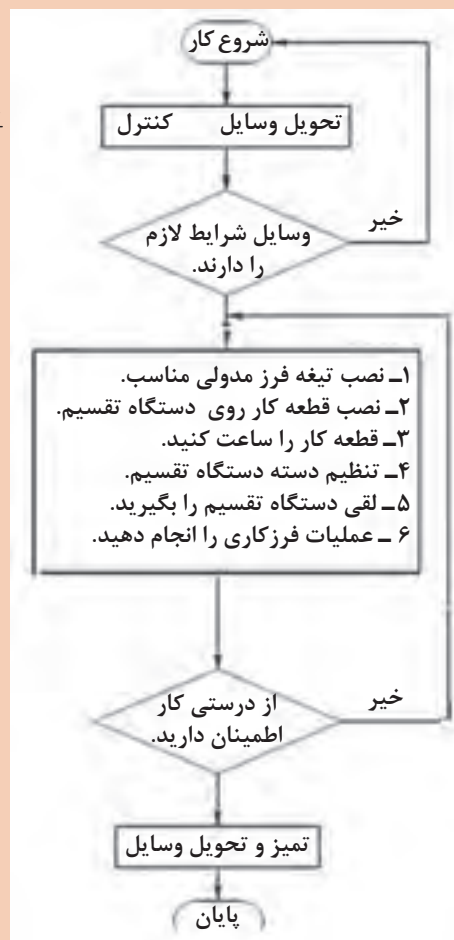 شروع کار
تحویل وسایل کنترل
وسایل شرایط لازم
را دارند.
خیر
۱ـ نصب تیغه فرز مدولی مناسب.
۲ـ نصب قطعه کار روی دستگاه تقسیم.
۳ـ قطعه کار را ساعت کنید.
۴ـ تنظیم دسته دستگاه تقسیم.
۵ـ لقی دستگاه تقسیم را بگیرید.
۶ ـ عملیات فرزکاری را انجام دهید.
از درستی کار
اطمینان دارید.
خیر
تمیز و تحویل وسایل
پایان